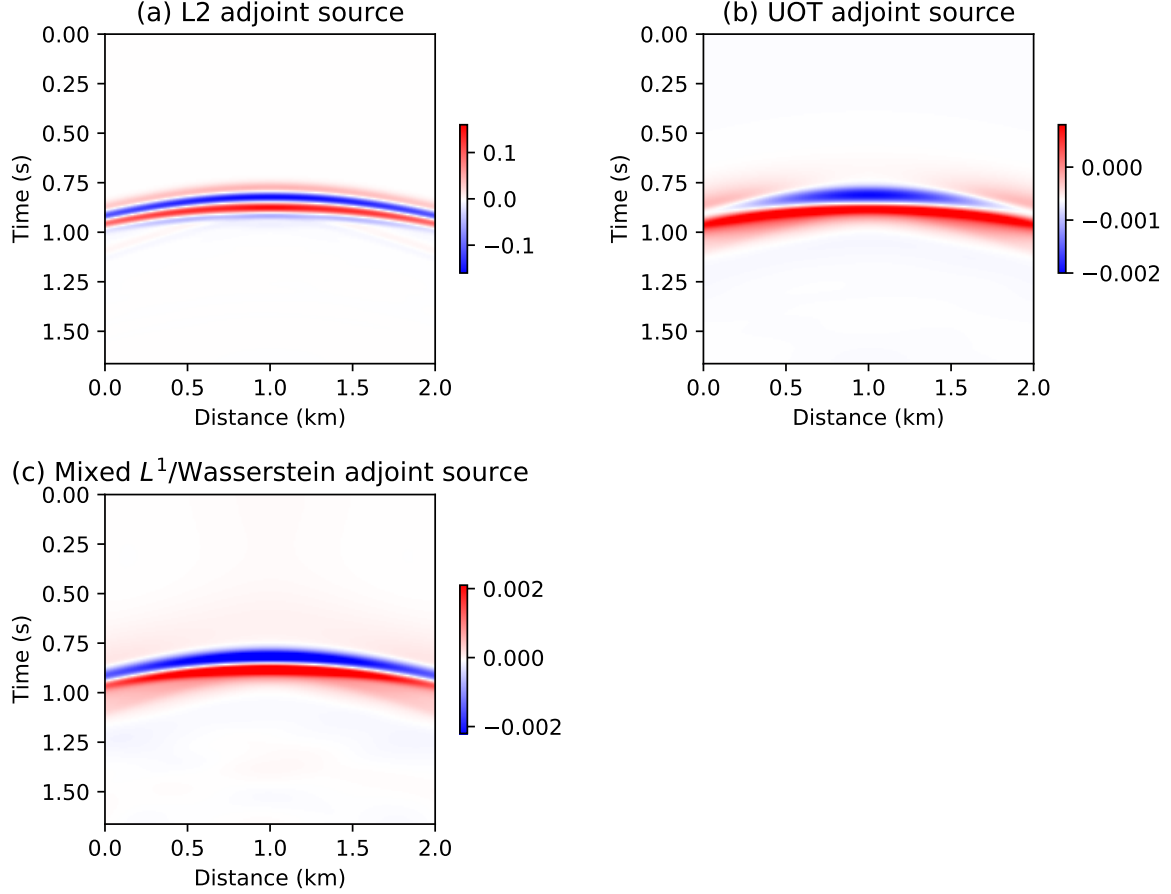 (a) L2 adjoint source
0.00
0.25
0.50
0.75
1.00
1.25
1.50
Time (s)
0.0 0.5 1.0 1.5 2.0
Distance (km)
0.1
0.0
−0.1
(b) UOT adjoint source
0.00
0.25
0.50
0.75
1.00
1.25
1.50
Time (s)
0.0 0.5 1.0 1.5 2.0
Distance (km)
0.000
−0.001
−0.002
(c) Mixed L¹/Wasserstein adjoint source
0.00
0.25
0.50
0.75
1.00
1.25
1.50
Time (s)
0.0 0.5 1.0 1.5 2.0
Distance (km)
0.002
0.000
−0.002